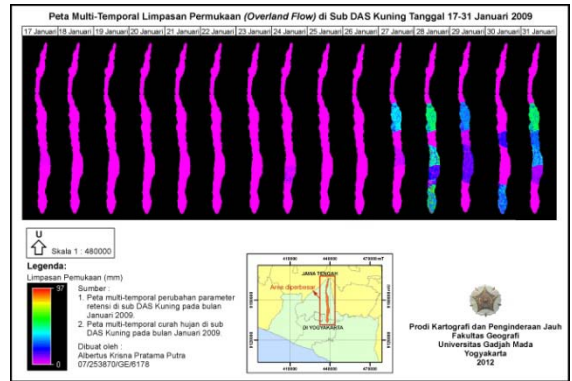 Peta Multi-Temporal Limpasan Permukaan (Overland Flow) di Sub DAS Kuning Tanggal 17-31 Januari 2009
17 Januari 18 Januari 19 Januari 20 Januari 21 Januari 22 Januari 23 Januari 24 Januari 25 Januari 26 Januari 27 Januari 28 Januari 29 Januari 30 Januari 31 Januari
U
Skala 1 : 480000
Legenda:
Limpasan Pemukaan (mm)
97
0
Sumber :
1. Peta multi-temporal perubahan parameter
retensi di sub DAS Kuning pada bulan
Januari 2009.
2. Peta multi-temporal curah hujan di sub
DAS Kuning pada bulan Januari 2009.
Dibuat oleh :
Albertus Krisna Pratama Putra
07/253870/GE/6178
JAWA TENGAH
Area diperbesar
DI YOGYAKARTA
Prodi Kartografi dan Penginderaan Jauh
Fakultas Geografi
Universitas Gadjah Mada
Yogyakarta
2012